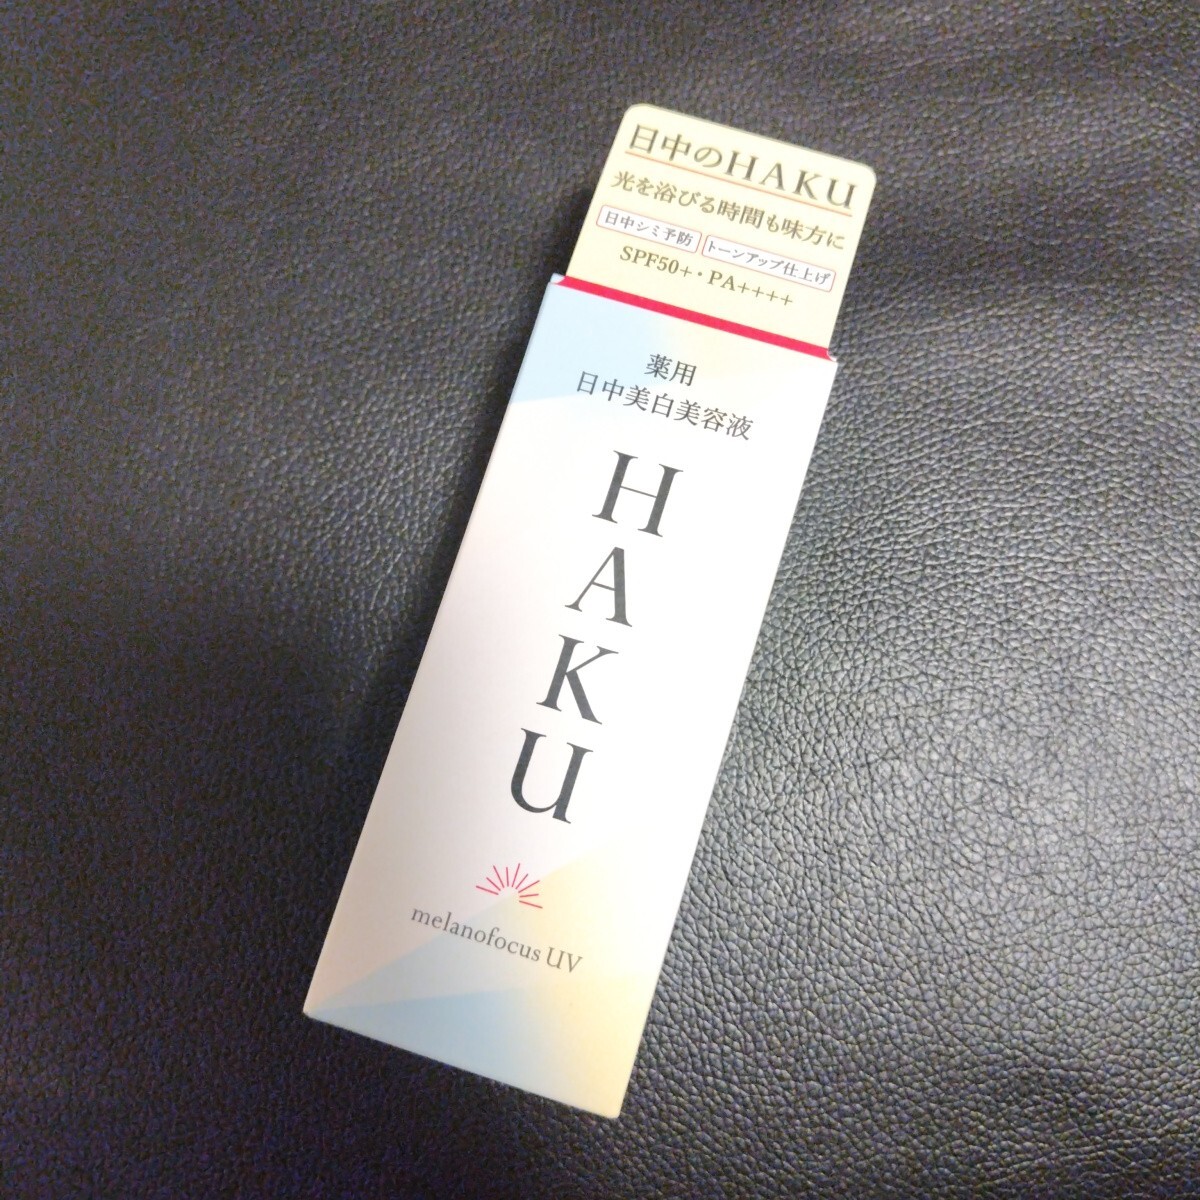 日中のHAKU
光を浴びる時間も味方に
日中シミ予防 トーンアップ仕上げ
SPF50+・PA++++
薬用
日中美白美容液
HAKU
melanofocus UV